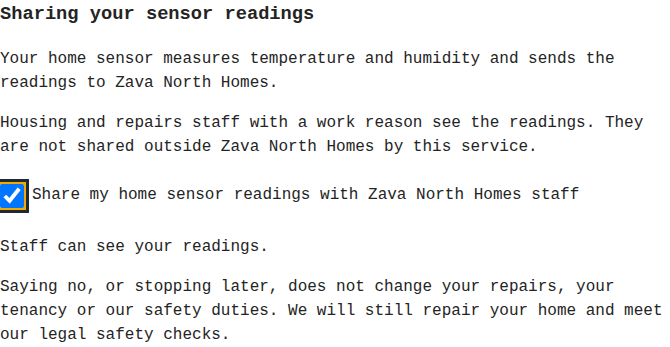 Sharing your sensor readings
Your home sensor measures temperature and humidity and sends the
readings to Zava North Homes.
Housing and repairs staff with a work reason see the readings. They
are not shared outside Zava North Homes by this service.
Share my home sensor readings with Zava North Homes staff
Staff can see your readings.
Saying no, or stopping later, does not change your repairs, your
tenancy or our safety duties. We will still repair your home and meet
our legal safety checks.